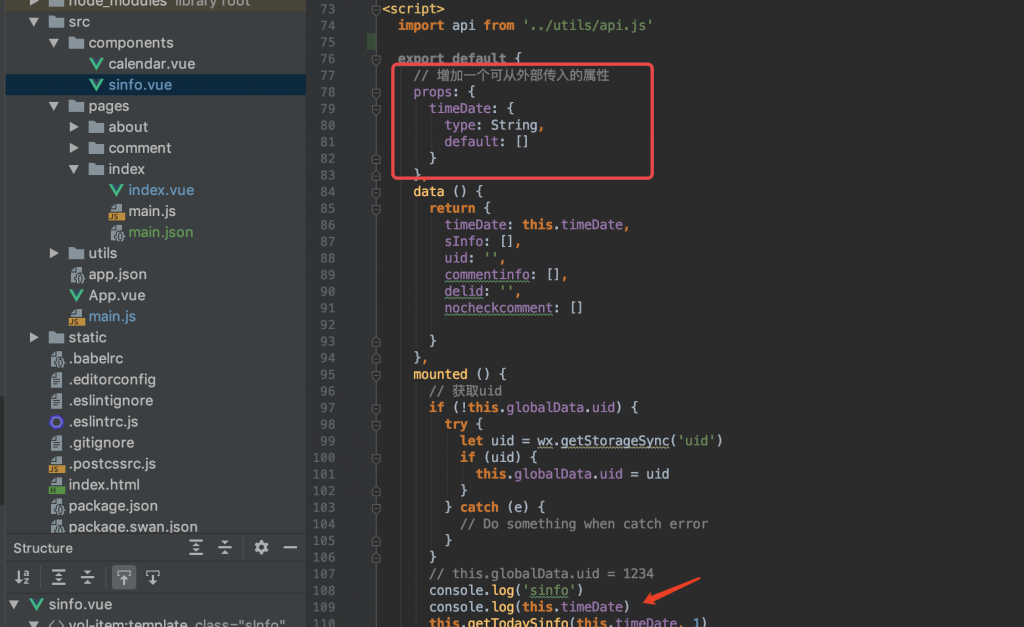 node_modules library root
src
components
calendar.vue
sinfo.vue
pages
about
comment
index
index.vue
main.js
main.json
utils
app.json
App.vue
main.js
static
.babelrc
.editorconfig
.eslintignore
.eslintrc.js
.gitignore
.postcssrc.js
index.html
package.json
package.swan.json
Structure
sinfo.vue
vol-item:template class="sInfo"
73 <script>
74 import api from '../utils/api.js'
75
76 export default {
77 // 增加一个可从外部传入的属性
78 props: {
79 timeDate: {
80 type: String,
81 default: []
82 }
83 },
84 data () {
85 return {
86 timeDate: this.timeDate,
87 sInfo: [],
88 uid: '',
89 commentinfo: [],
90 delid: '',
91 nocheckcomment: []
92
93 }
94 },
95 mounted () {
96 // 获取uid
97 if (!this.globalData.uid) {
98 try {
99 let uid = wx.getStorageSync('uid')
100 if (uid) {
101 this.globalData.uid = uid
102 }
103 } catch (e) {
104 // Do something when catch error
105 }
106 }
107 // this.globalData.uid = 1234
108 console.log('sinfo')
109 console.log(this.timeDate)
110 this.getTodaySinfo(this.timeDate, 1)